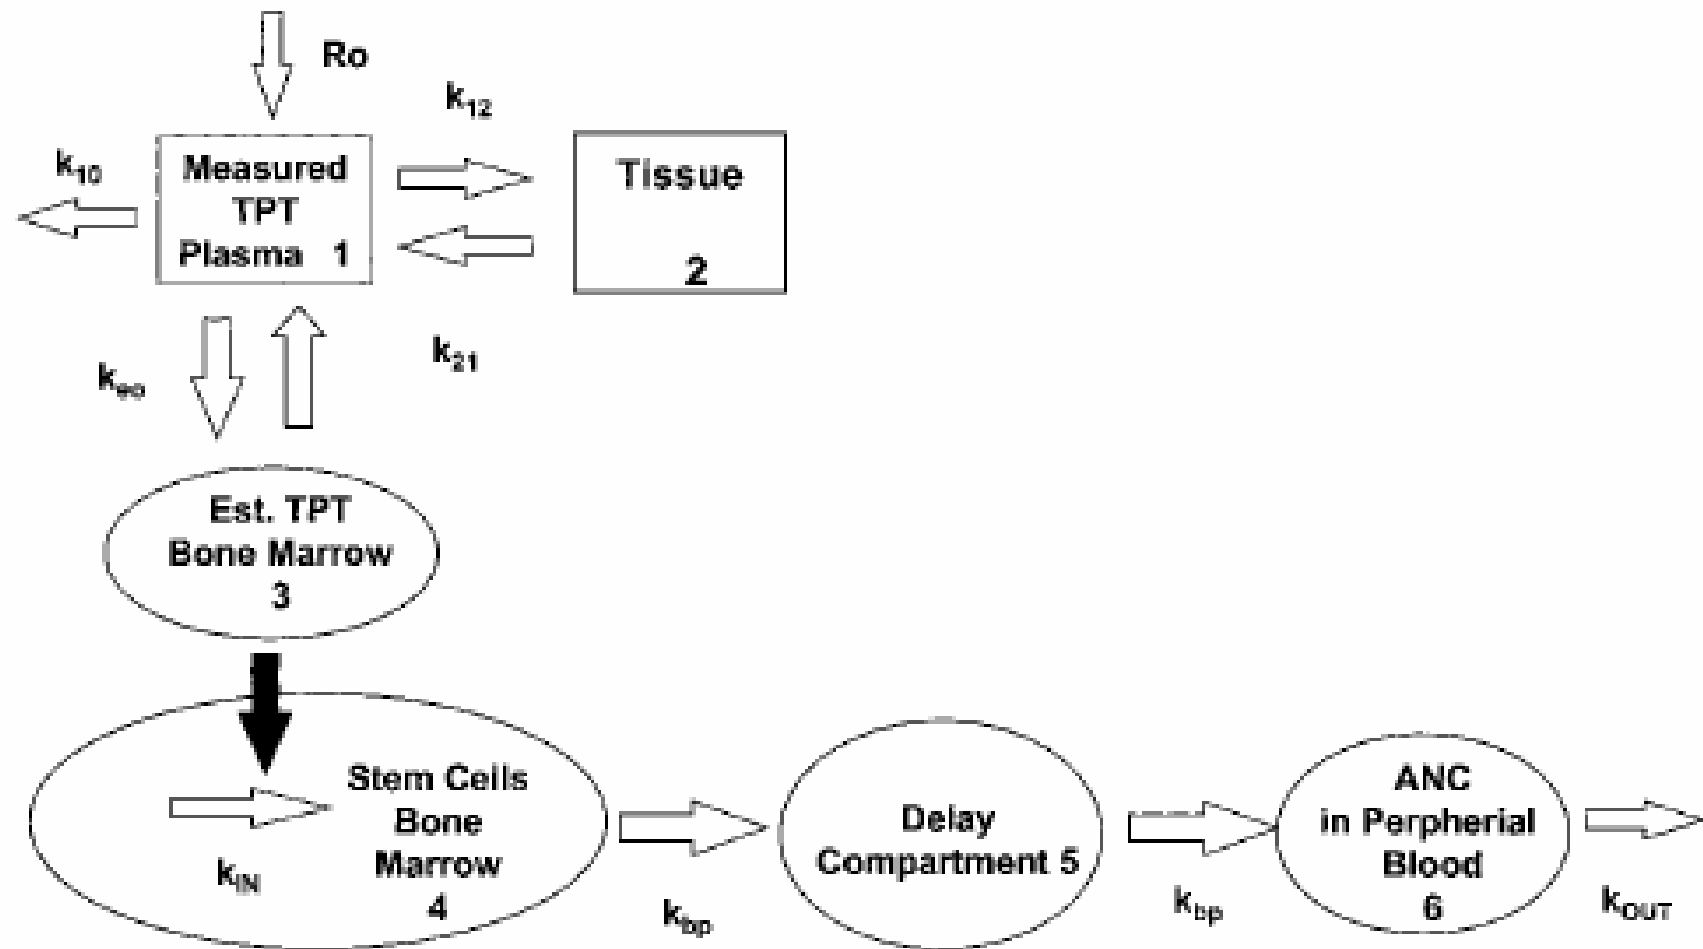 Ro
k12
k10
Measured
TPT
Plasma 1
Tissue
2
k21
keo
Est. TPT
Bone Marrow
3
Stem Cells
Bone
Marrow
4
kIN
kbp
Delay
Compartment 5
kbp
ANC
in Perpherial
Blood
6
kOUT